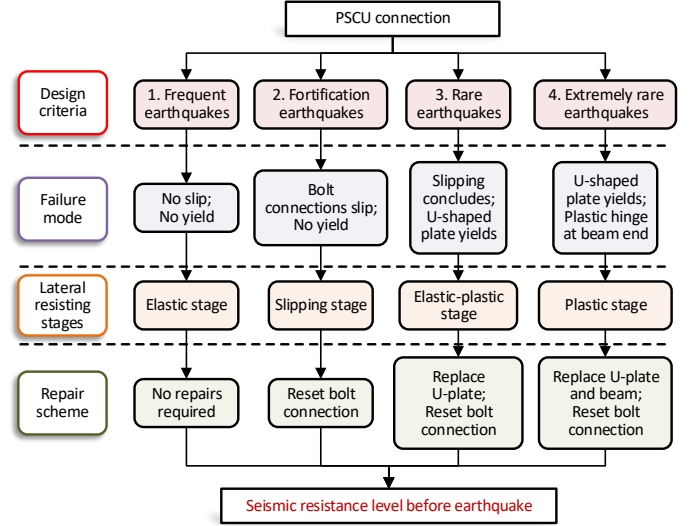 PSCU connection
Design
criteria
1. Frequent
earthquakes
2. Fortification
earthquakes
3. Rare
earthquakes
4. Extremely rare
earthquakes
Failure
mode
No slip;
No yield
Bolt
connections slip;
No yield
Slipping
concludes;
U-shaped
plate yields
U-shaped
plate yields;
Plastic hinge
at beam end
Lateral
resisting
stages
Elastic stage
Slipping stage
Elastic-plastic
stage
Plastic stage
Repair
scheme
No repairs
required
Reset bolt
connection
Replace
U-plate;
Reset bolt
connection
Replace U-plate
and beam;
Reset bolt
connection
Seismic resistance level before earthquake